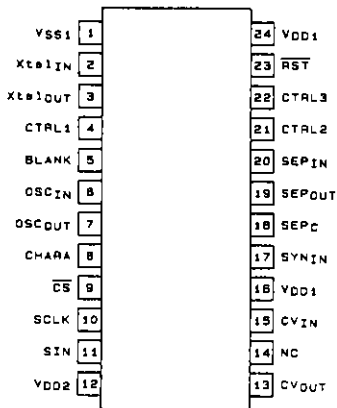 VSS1 1 24 VDD1
XtalIN 2 23 RST
XtalOUT 3 22 CTRL3
CTRL1 4 21 CTRL2
BLANK 5 20 SEPIN
OSCIN 6 19 SEPOUT
OSCOUT 7 18 SEPC
CHARA 8 17 SYNIN
CS 9 16 VDD1
SCLK 10 15 CVIN
SIN 11 14 NC
VDD2 12 13 CVOUT